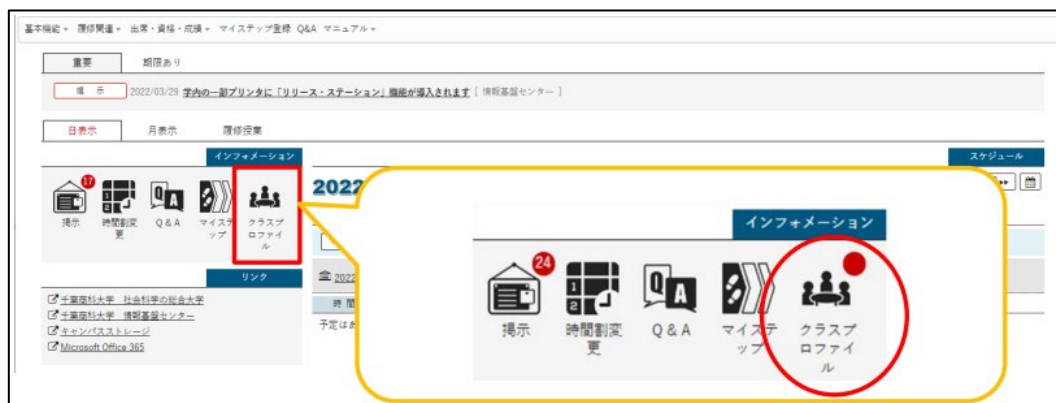 基本機能 履修関連 出席・資格・成績 マイステップ登録 Q&A マニュアル
重要 期限あり
掲示 2022/03/29 学内の一部プリンタに「リリース・ステーション」機能が導入されます [ 情報基盤センター ]
日表示 月表示 履修授業
インフォメーション
スケジュール
17
掲示
時間割変
更
Q&A
マイステ
ップ
クラスプ
ロファイ
ル
2022
リンク
千葉商科大学 社会科学の総合大学
千葉商科大学 情報基盤センター
キャンパスストレージ
Microsoft Office 365
2022
時間
予定はあ
インフォメーション
24
掲示
時間割変
更
Q&A
マイステ
ップ
クラスプ
ロファイ
ル